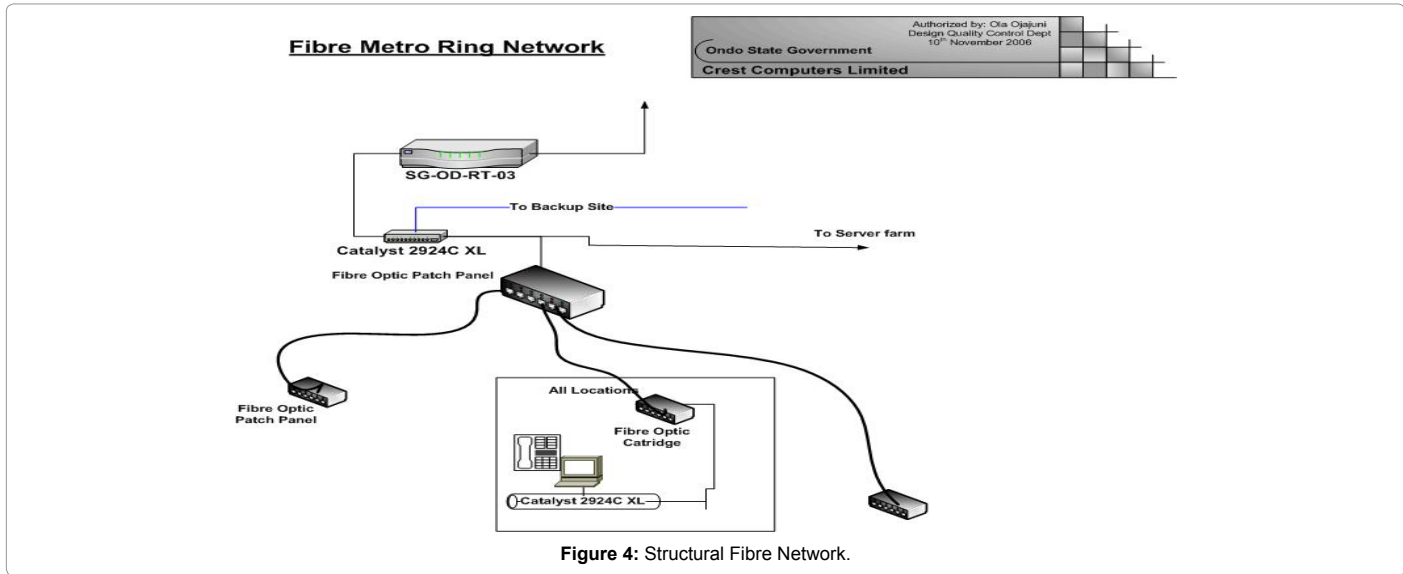 Fibre Metro Ring Network
Authorized by: Ola Ojajuni
Design Quality Control Dept
10th November 2006
Ondo State Government
Crest Computers Limited
SG-OD-RT-03
To Backup Site
To Server farm
Catalyst 2924C XL
Fibre Optic Patch Panel
All Locations
Fibre Optic
Patch Panel
Fibre Optic
Catridge
Catalyst 2924C XL
Figure 4: Structural Fibre Network.